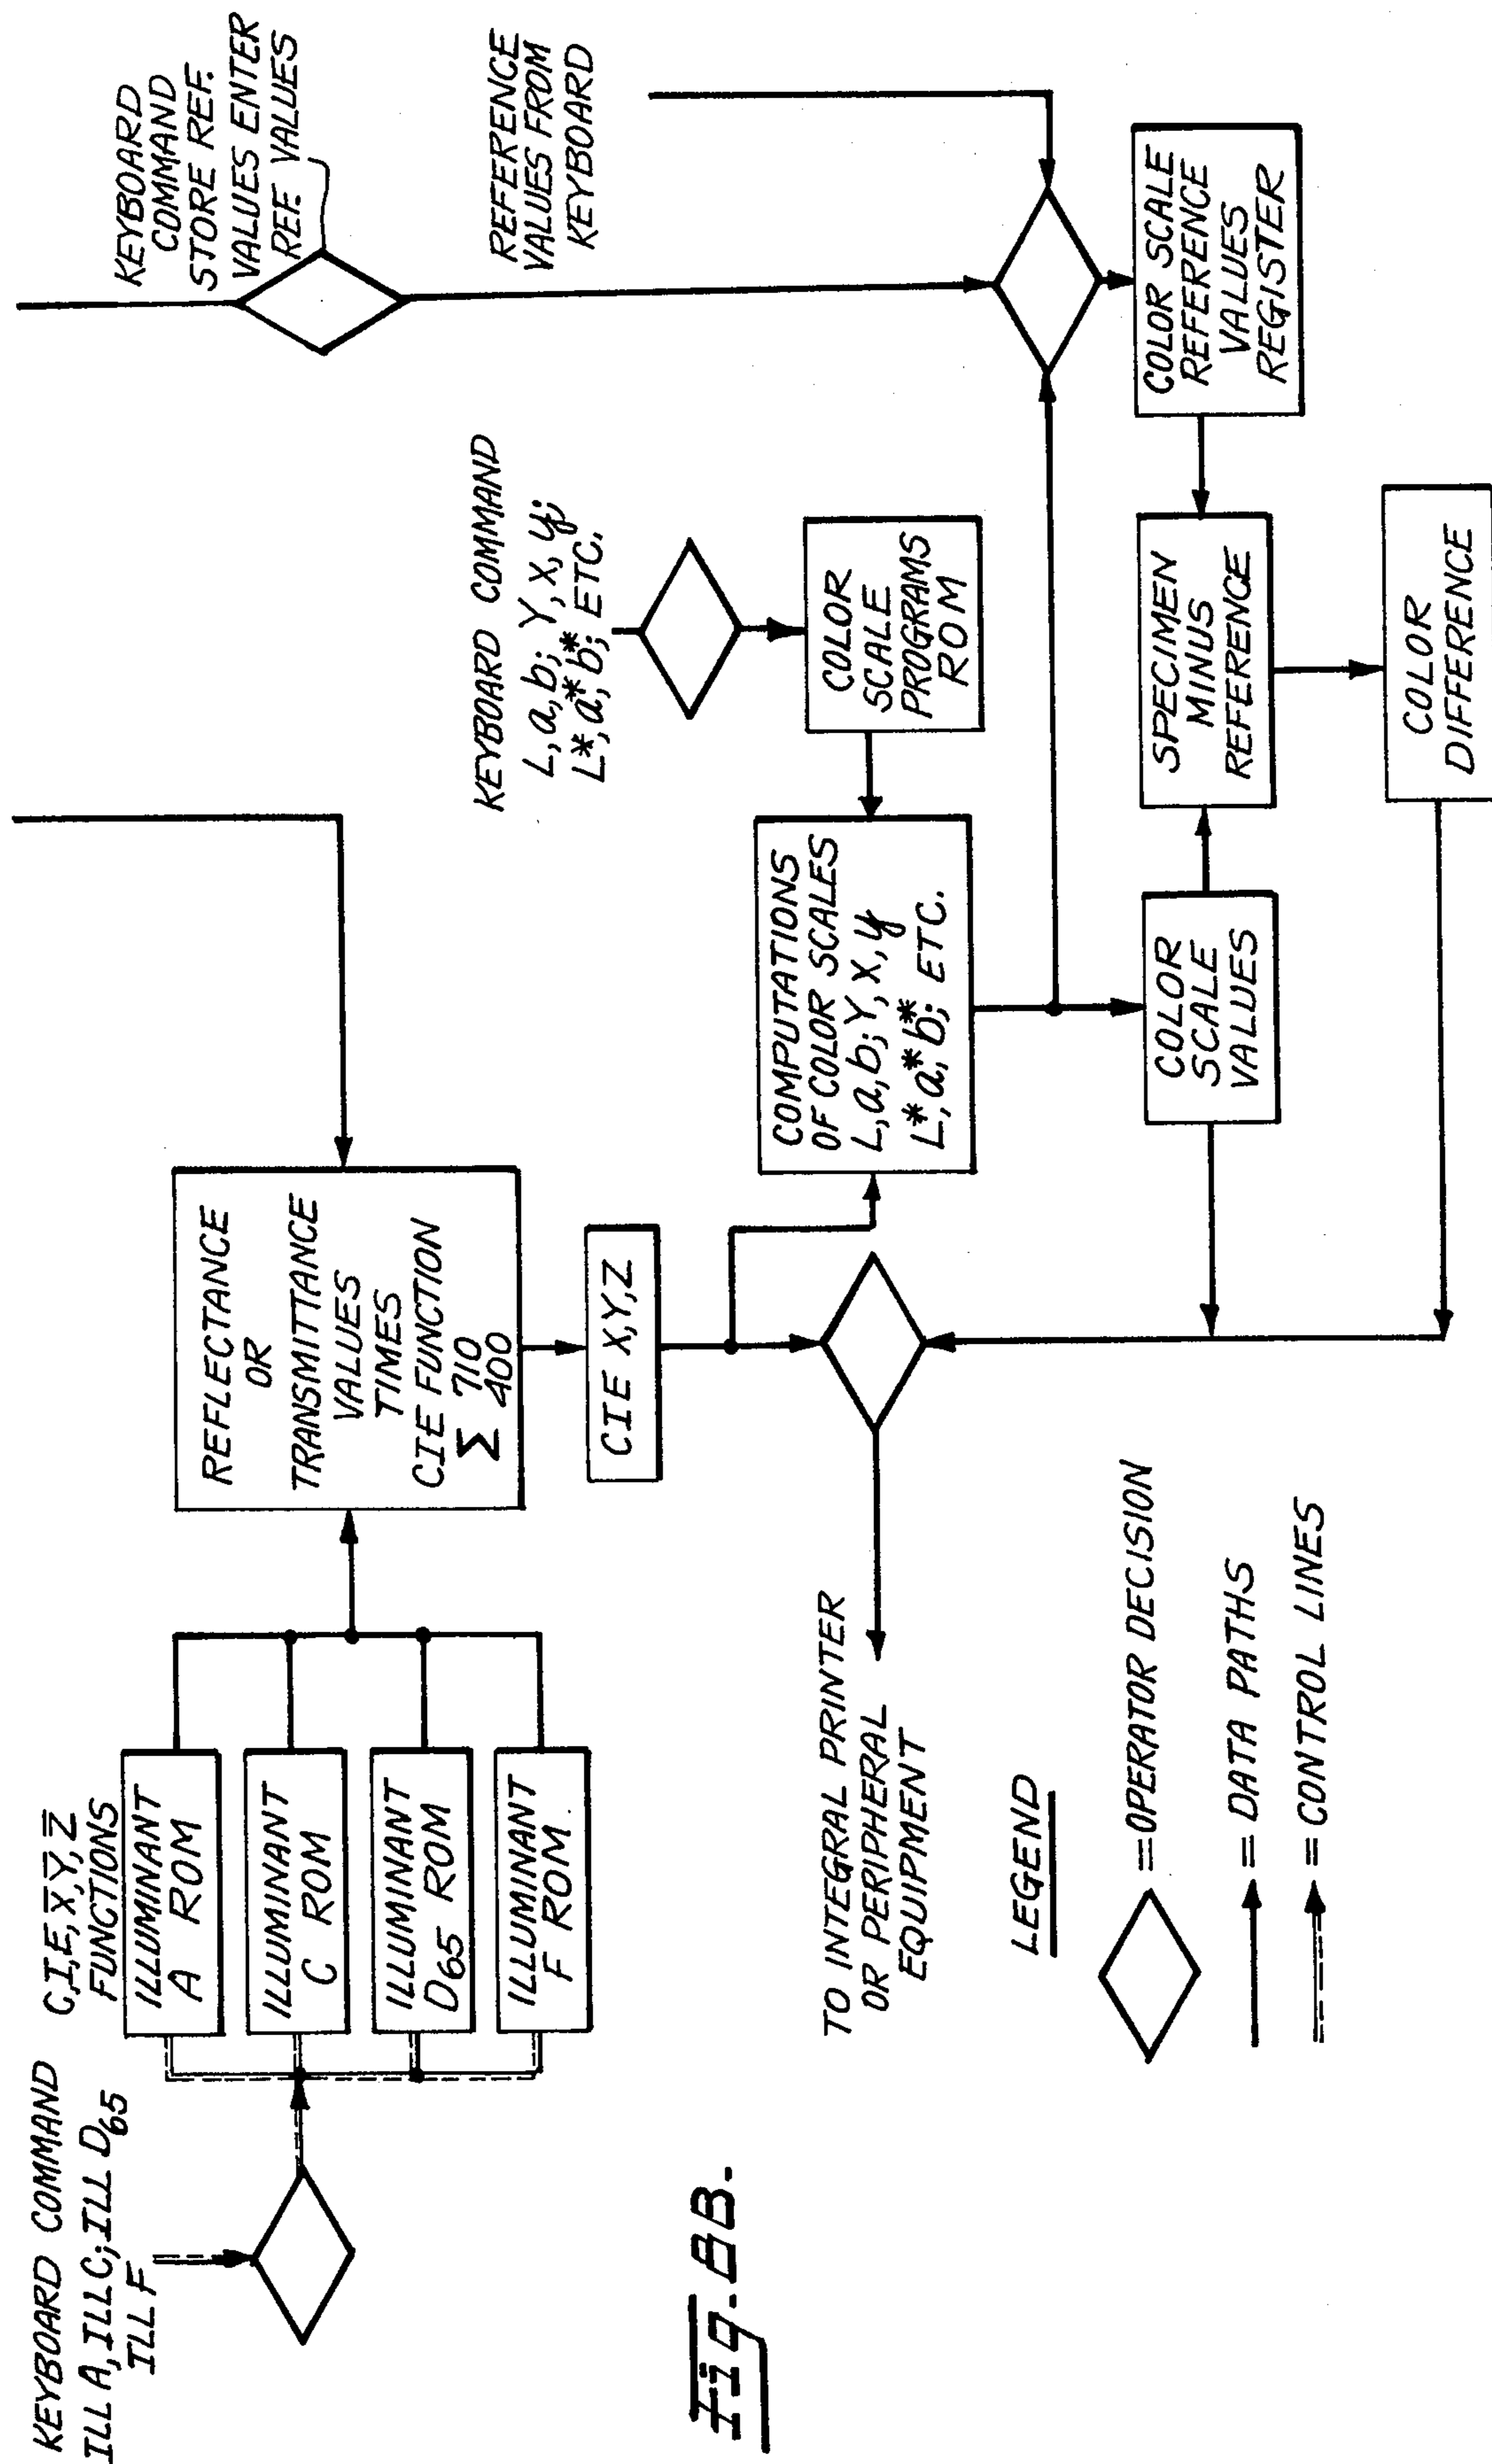 KEYBOARD COMMAND
ILL A, ILL C; ILL D65
ILL F
C,I,E, X̅,Y̅,Z̅
FUNCTIONS
ILLUMINANT
A ROM
ILLUMINANT
C ROM
ILLUMINANT
D65 ROM
ILLUMINANT
F ROM
REFLECTANCE
OR
TRANSMITTANCE
VALUES
TIMES
CIE FUNCTION
Σ 710
400
CIE X,Y,Z
KEYBOARD
COMMAND
STORE REF.
VALUES ENTER
REF. VALUES
REFERENCE
VALUES FROM
KEYBOARD
KEYBOARD COMMAND
L,a,b; Y,X,y;
L*,a*,b*; ETC.
COLOR
SCALE
PROGRAMS
ROM
COMPUTATIONS
OF COLOR SCALES
L,a,b; Y,X,y
L*,a*,b*; ETC.
TO INTEGRAL PRINTER
OR PERIPHERAL
EQUIPMENT
COLOR
SCALE
VALUES
SPECIMEN
MINUS
REFERENCE
COLOR SCALE
REFERENCE
VALUES
REGISTER
COLOR
DIFFERENCE
LEGEND
=OPERATOR DECISION
=DATA PATHS
=CONTROL LINES
Fig. 8B.